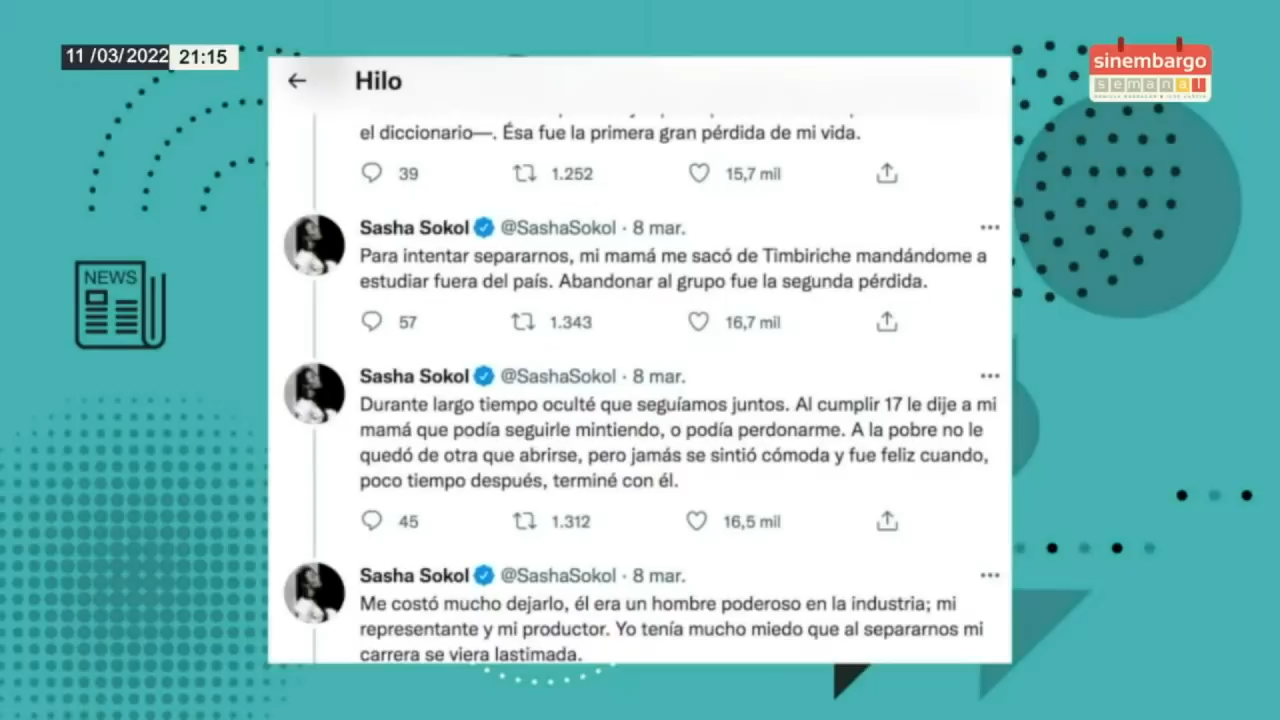 11 /03/2022 21:15
sinembargo
semanal
NEWS
Hilo
el diccionario—. Ésa fue la primera gran pérdida de mi vida.
39 1.252 15,7 mil
Sasha Sokol @SashaSokol · 8 mar.
Para intentar separarnos, mi mamá me sacó de Timbiriche mandándome a
estudiar fuera del país. Abandonar al grupo fue la segunda pérdida.
57 1.343 16,7 mil
Sasha Sokol @SashaSokol · 8 mar.
Durante largo tiempo oculté que seguíamos juntos. Al cumplir 17 le dije a mi
mamá que podía seguirle mintiendo, o podía perdonarme. A la pobre no le
quedó de otra que abrirse, pero jamás se sintió cómoda y fue feliz cuando,
poco tiempo después, terminé con él.
45 1.312 16,5 mil
Sasha Sokol @SashaSokol · 8 mar.
Me costó mucho dejarlo, él era un hombre poderoso en la industria; mi
representante y mi productor. Yo tenía mucho miedo que al separarnos mi
carrera se viera lastimada.